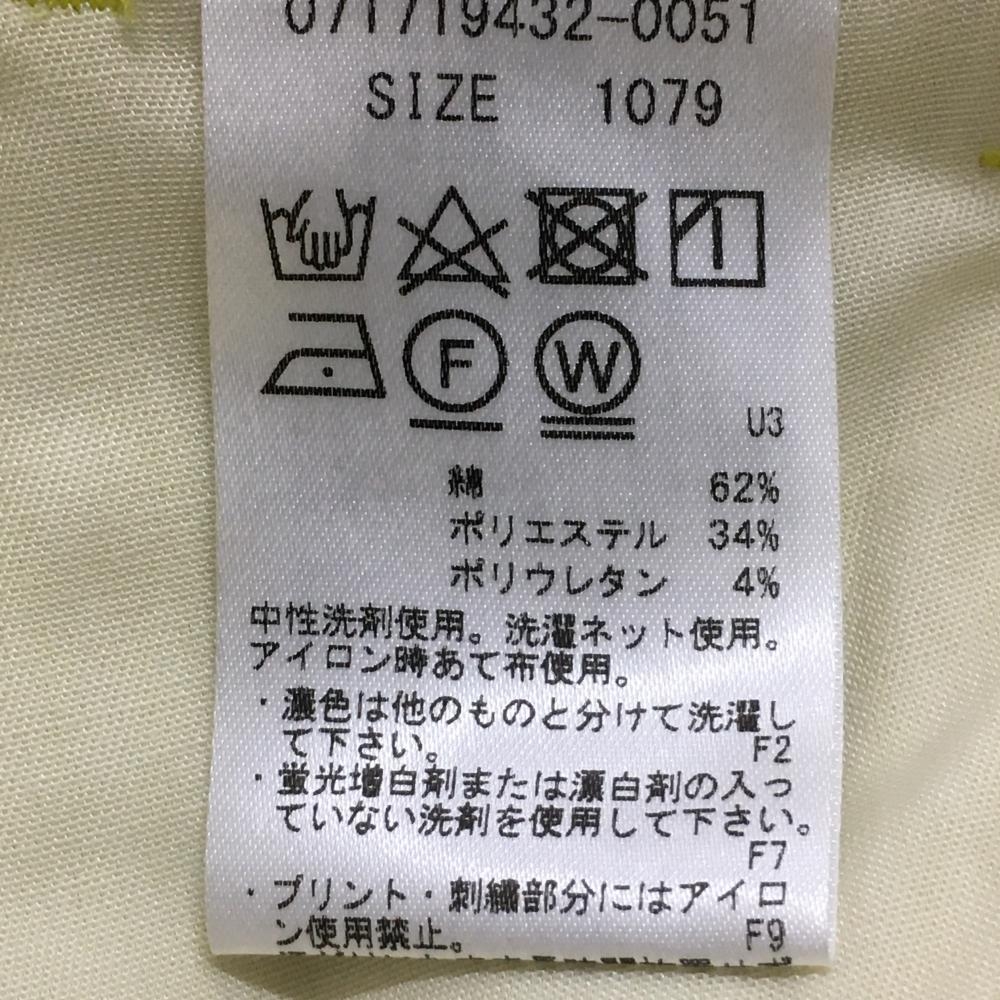 071719432-0051
SIZE 1079
F W
U3
綿 62%
ポリエステル 34%
ポリウレタン 4%
中性洗剤使用。洗濯ネット使用。
アイロン時あて布使用。
・濃色は他のものと分けて洗濯し
て下さい。 F2
・蛍光増白剤または漂白剤の入っ
ていない洗剤を使用して下さい。
F7
・プリント・刺繍部分にはアイロ
ン使用禁止。 F9